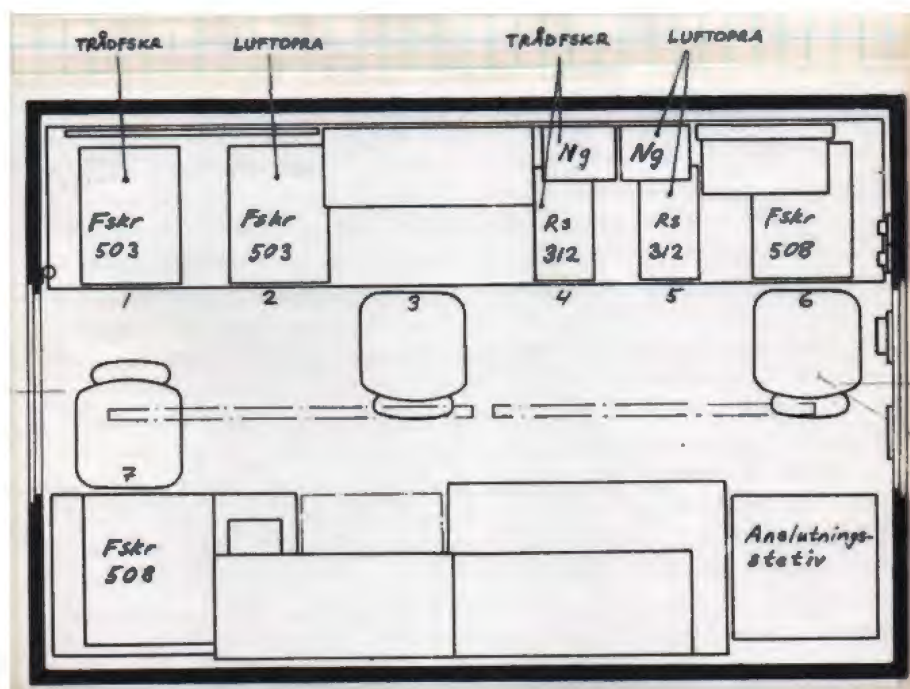 TRÅDFSKR
LUFTOPRA
TRÅDFSKR
LUFTOPRA
Fskr
503
Fskr
503
Ng
Ng
Rs
312
Rs
312
Fskr
508
1
2
3
4
5
6
7
Fskr
508
Anslutnings-
stativ